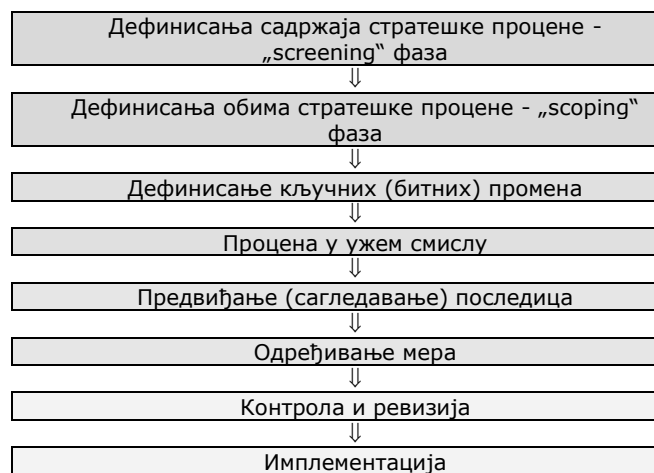 Дефинисања садржаја стратешке процене -
„screening“ фаза
⇓
Дефинисања обима стратешке процене - „scoping“
фаза
⇓
Дефинисање кључних (битних) промена
⇓
Процена у ужем смислу
⇓
Предвиђање (сагледавање) последица
⇓
Одређивање мера
⇓
Контрола и ревизија
⇓
Имплементација